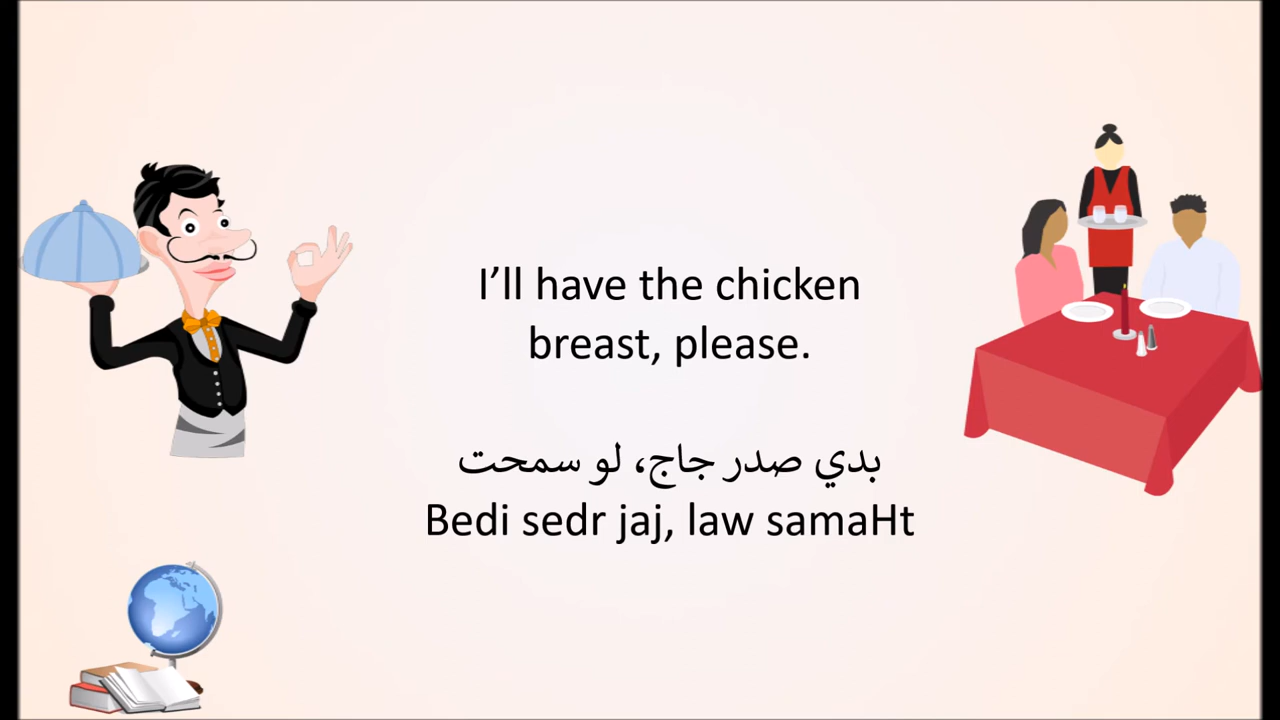 I’ll have the chicken
breast, please.
بدي صدر جاج، لو سمحت
Bedi sedr jaj, law samaHt